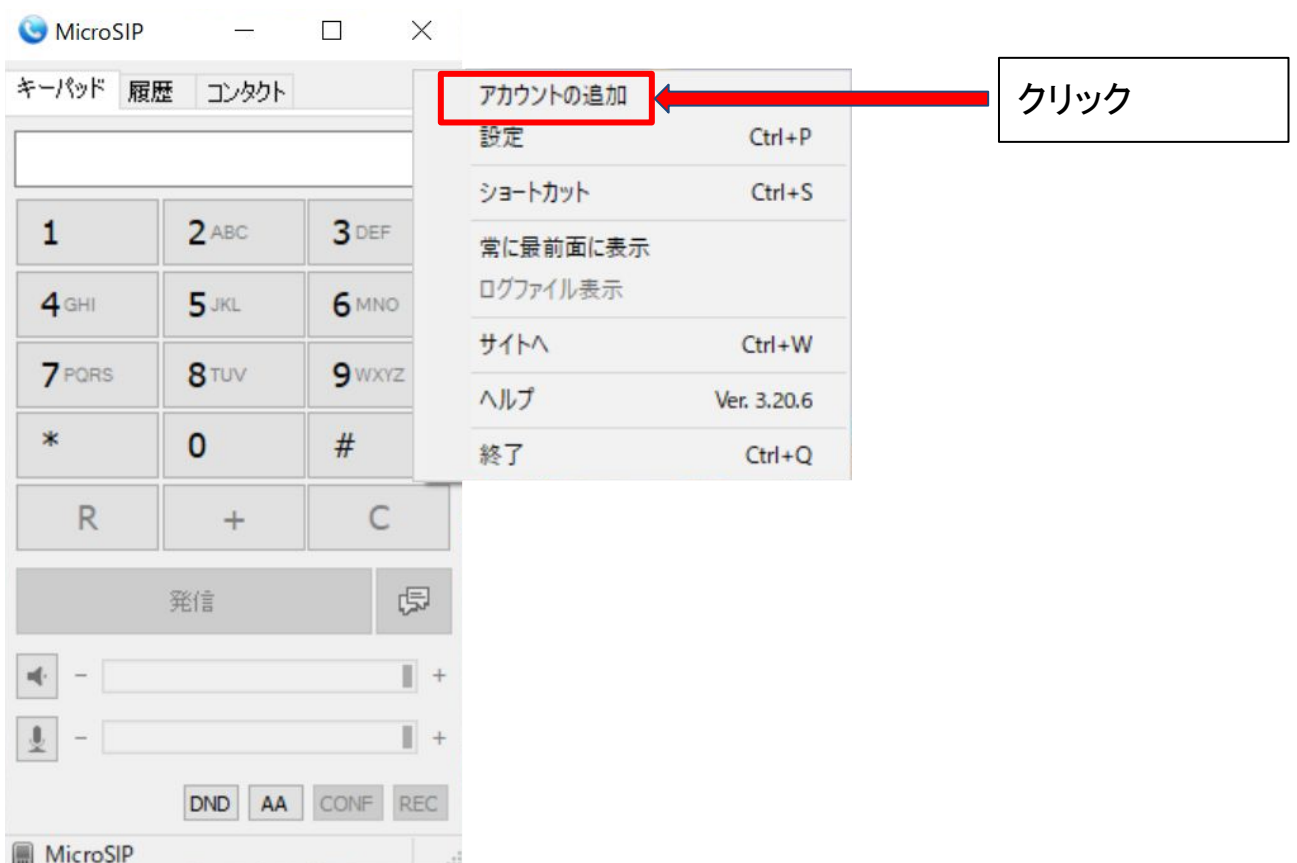 MicroSIP
キーパッド 履歴 コンタクト
アカウントの追加
クリック
設定 Ctrl+P
ショートカット Ctrl+S
常に最前面に表示
ログファイル表示
サイトへ Ctrl+W
ヘルプ Ver. 3.20.6
終了 Ctrl+Q
1 2 ABC 3 DEF
4 GHI 5 JKL 6 MNO
7 PQRS 8 TUV 9 WXYZ
* 0 #
R + C
発信
- +
- +
DND AA CONF REC
MicroSIP